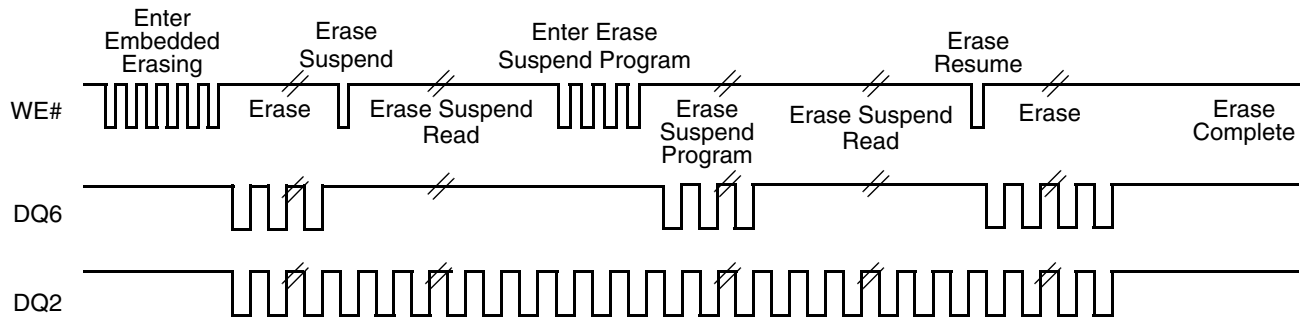 Enter
Embedded
Erasing
Erase
Suspend
Enter Erase
Suspend Program
Erase
Resume
WE#
Erase
Erase Suspend
Read
Erase
Suspend
Program
Erase Suspend
Read
Erase
Erase
Complete
DQ6
DQ2